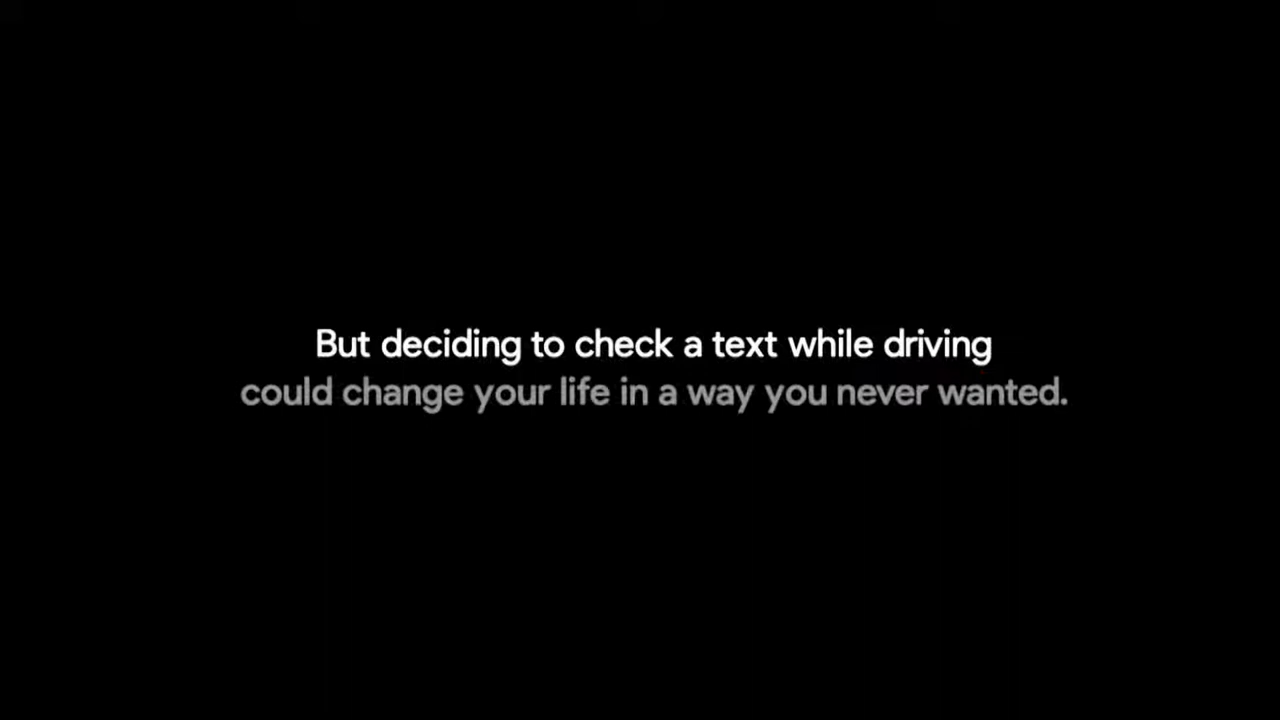 But deciding to check a text while driving
could change your life in a way you never wanted.